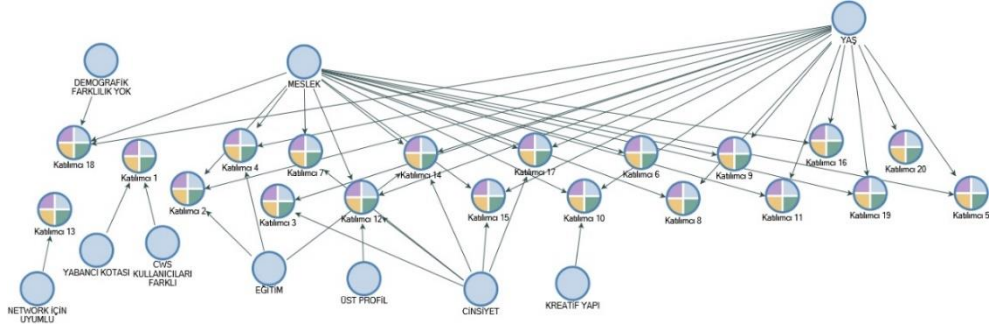 YAŞ
DEMOGRAFİK
FARKLILIK YOK
MESLEK
Katılımcı 18
Katılımcı 1
Katılımcı 4
Katılımcı 7
Katılımcı 14
Katılımcı 17
Katılımcı 6
Katılımcı 9
Katılımcı 16
Katılımcı 20
Katılımcı 13
Katılımcı 2
Katılımcı 3
Katılımcı 12
Katılımcı 15
Katılımcı 10
Katılımcı 8
Katılımcı 11
Katılımcı 19
Katılımcı 5
YABANCI KOTASI
CWS
KULLANICILARI
FARKLI
EĞİTİM
ÜST PROFİL
CİNSİYET
KREATİF YAPI
NETWORK İÇİN
UYUMLU